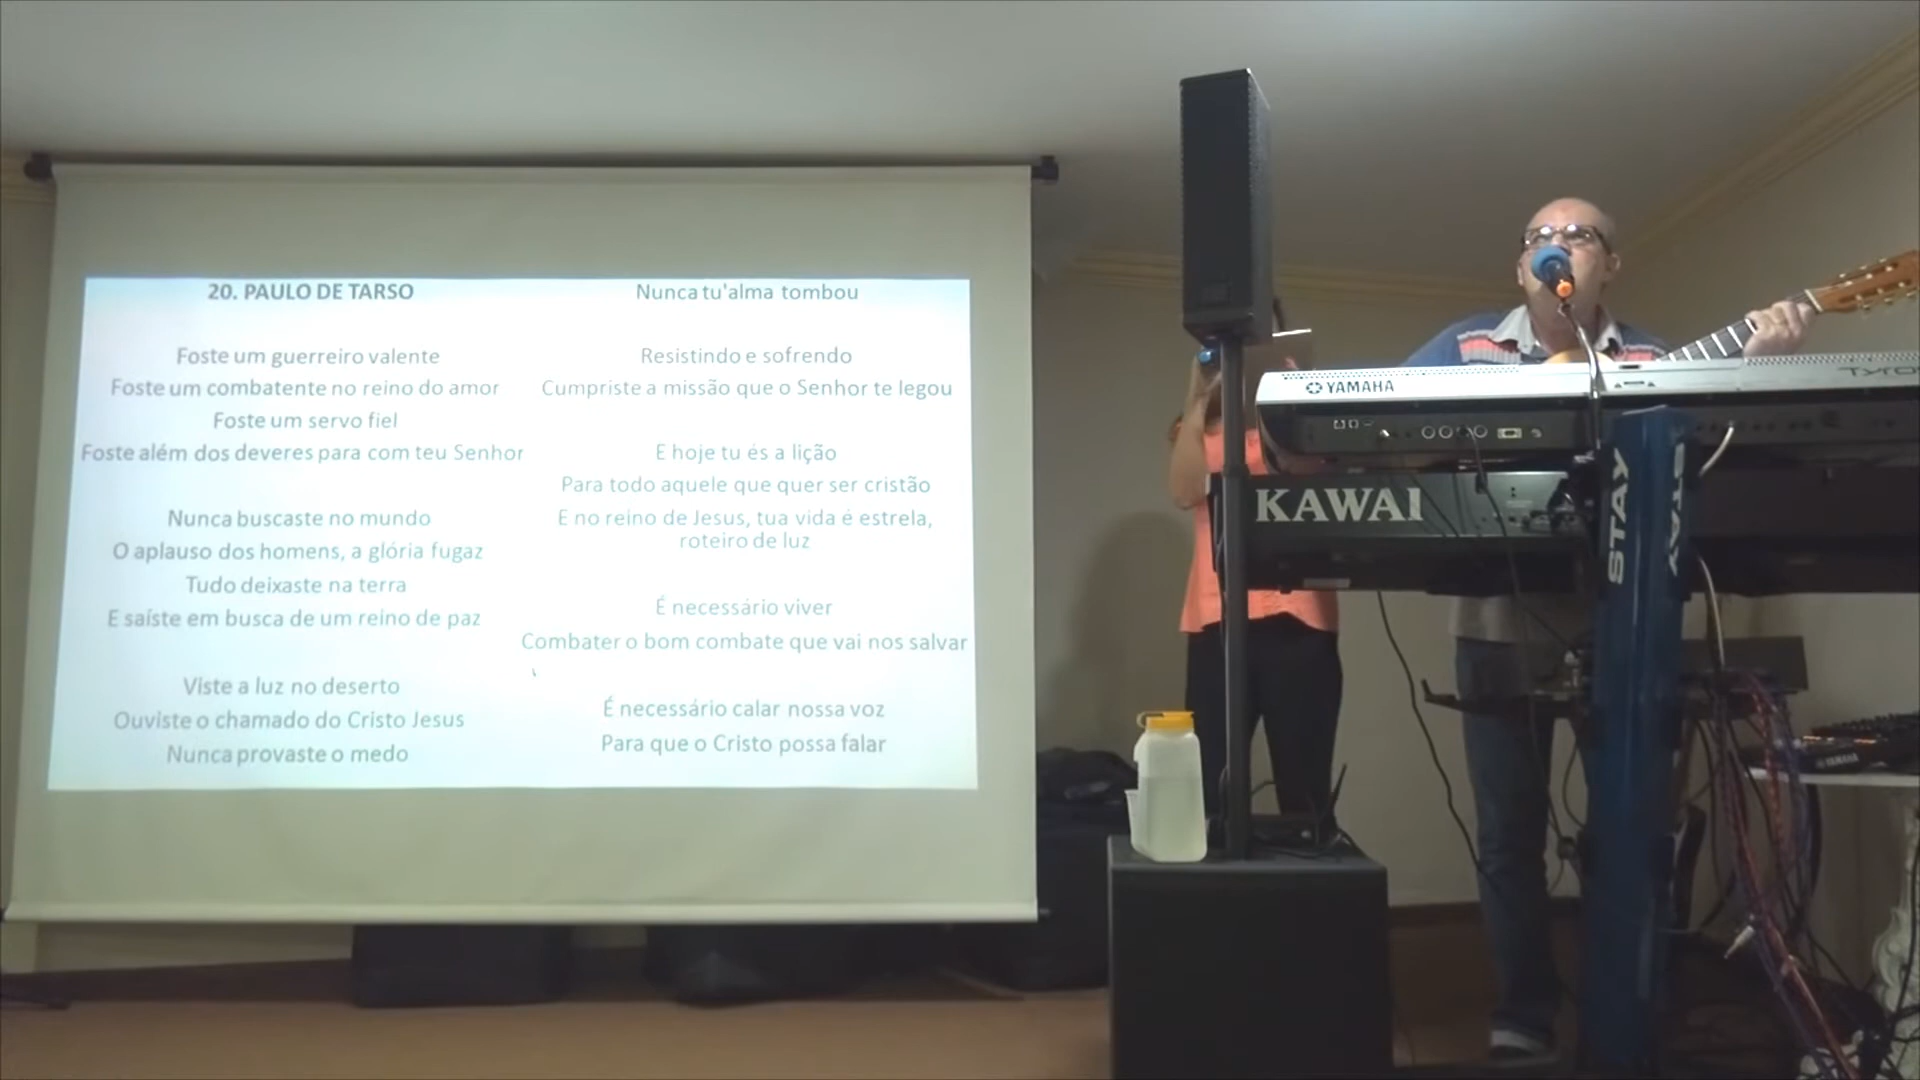 20. PAULO DE TARSO
Foste um guerreiro valente
Foste um combatente no reino do amor
Foste um servo fiel
Foste além dos deveres para com teu Senhor
Nunca buscaste no mundo
O aplauso dos homens, a glória fugaz
Tudo deixaste na terra
E saíste em busca de um reino de paz
Viste a luz no deserto
Ouviste o chamado do Cristo Jesus
Nunca provaste o medo
Nunca tu'alma tombou
Resistindo e sofrendo
Cumpriste a missão que o Senhor te legou
E hoje tu és a lição
Para todo aquele que quer ser cristão
E no reino de Jesus, tua vida é estrela,
roteiro de luz
É necessário viver
Combater o bom combate que vai nos salvar
É necessário calar nossa voz
Para que o Cristo possa falar
YAMAHA
Tyros
KAWAI
STAY
STAY
YAMAHA